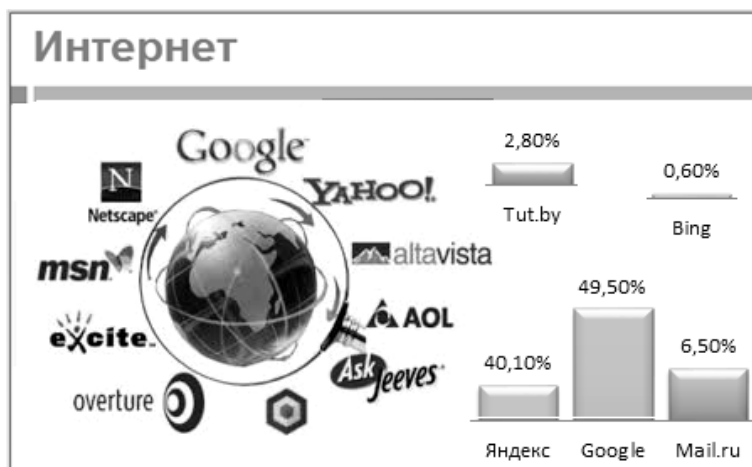 Интернет
Google
N
Netscape
YAHOO!
msn
altavista
excite
AOL
Ask Jeeves
overture
2,80%
Tut.by
0,60%
Bing
40,10%
49,50%
6,50%
Яндекс
Google
Mail.ru